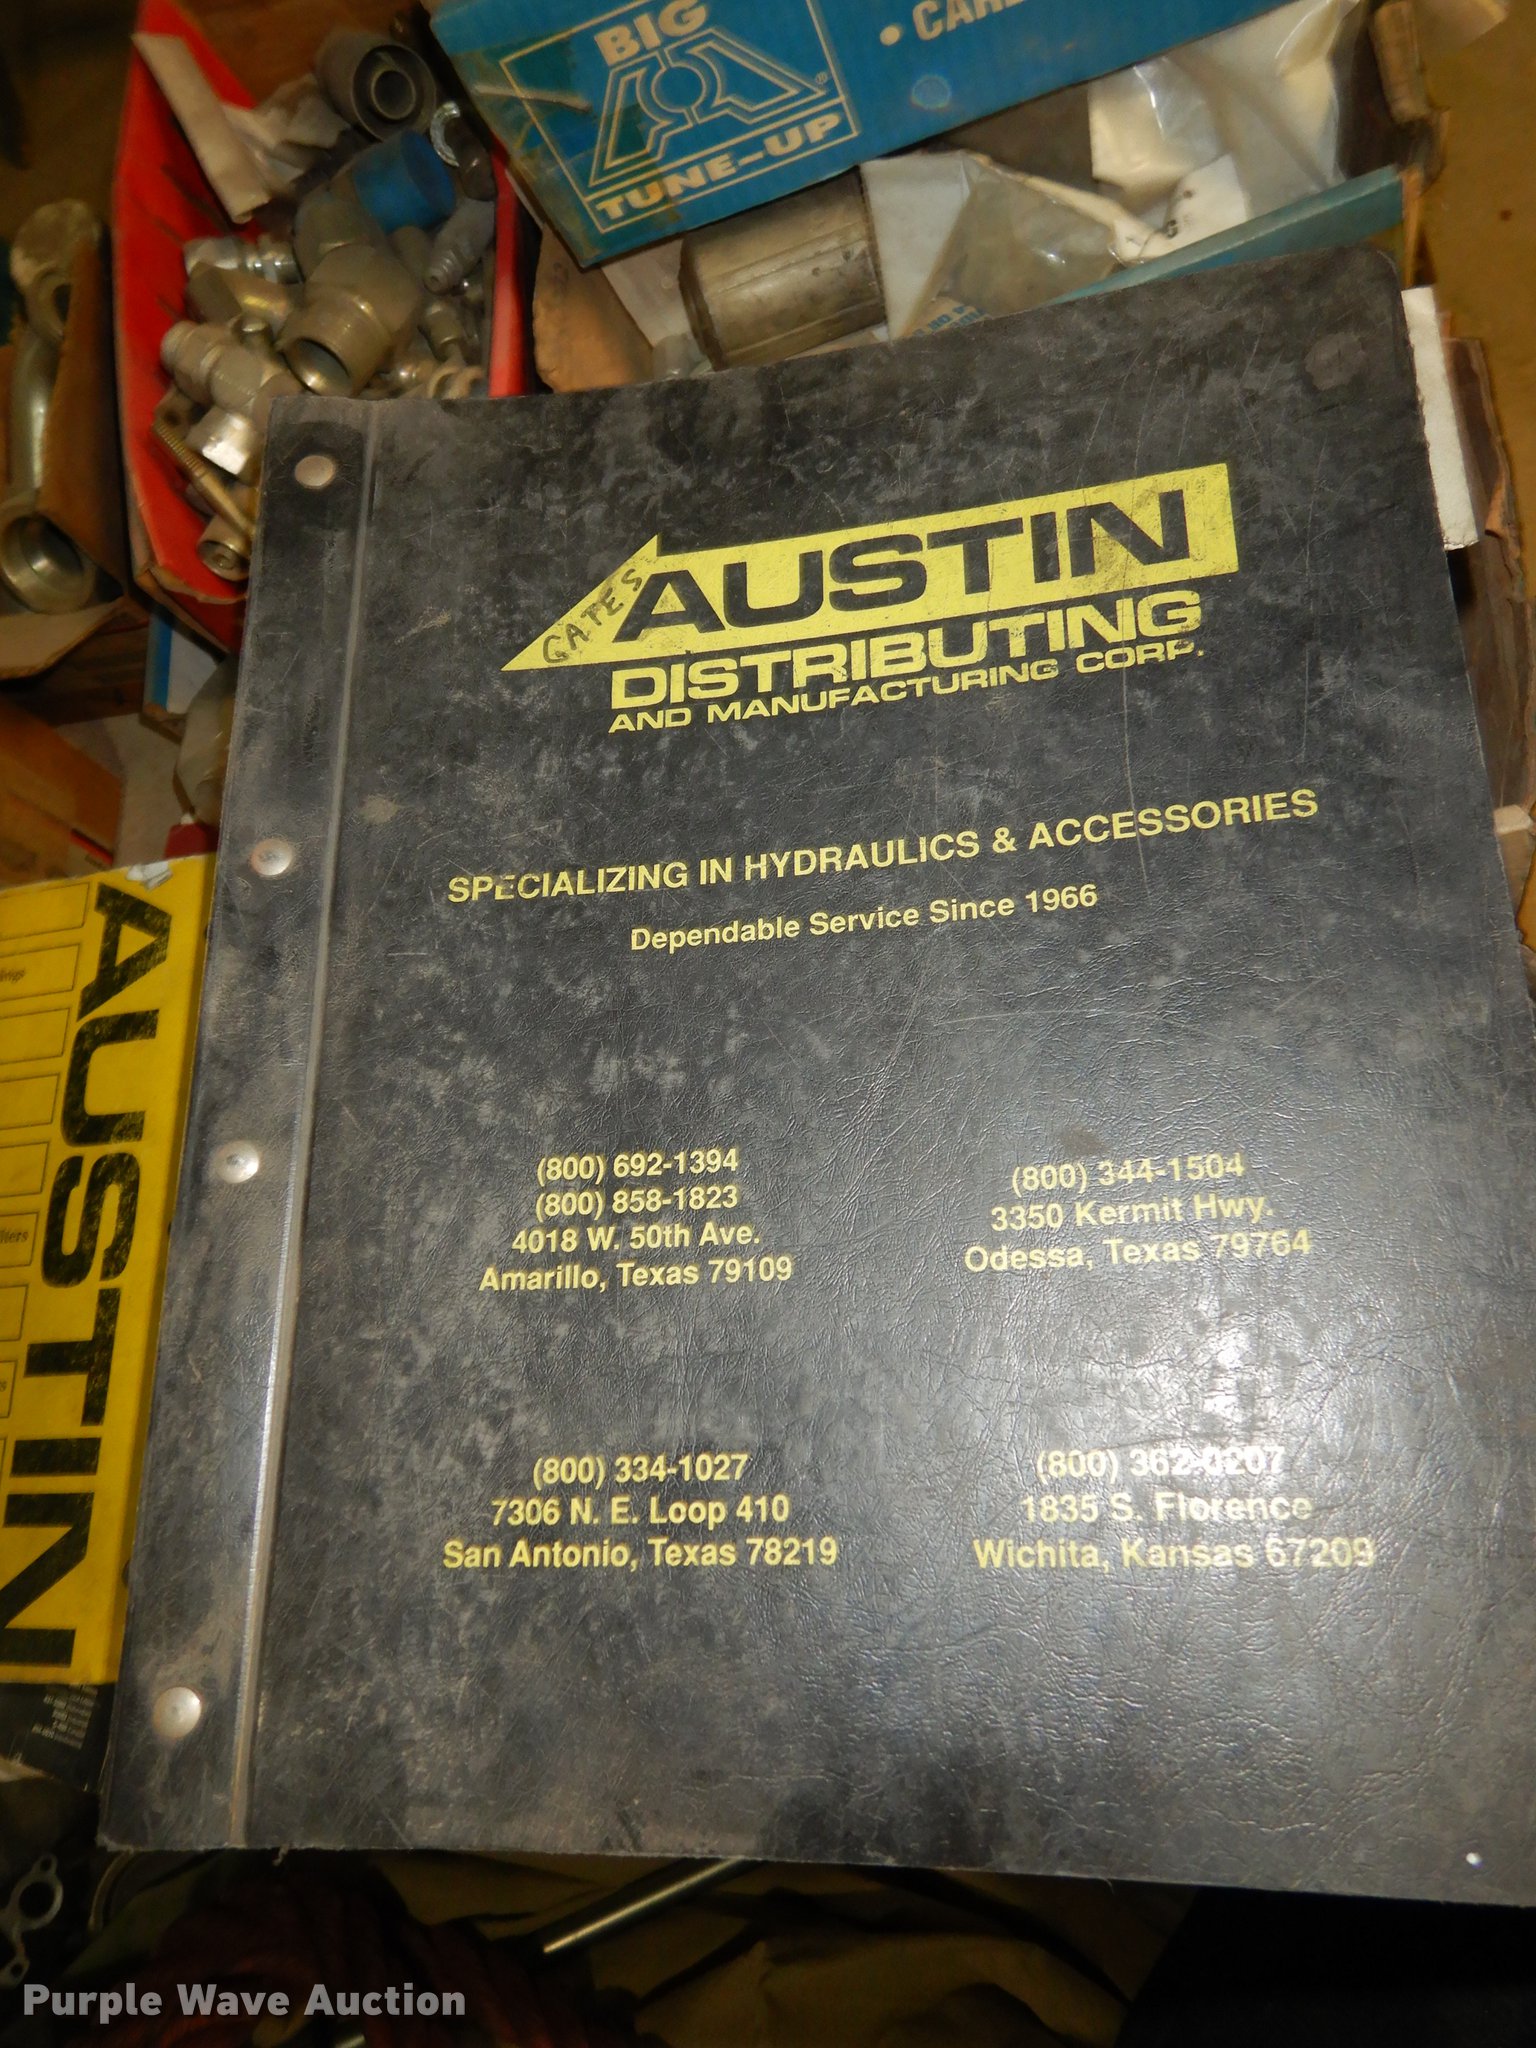 BIG
TUNE-UP
GATES
AUSTIN
DISTRIBUTING
AND MANUFACTURING CORP.
SPECIALIZING IN HYDRAULICS & ACCESSORIES
Dependable Service Since 1966
(800) 692-1394
(800) 858-1823
4018 W. 50th Ave.
Amarillo, Texas 79109
(800) 344-1504
3350 Kermit Hwy.
Odessa, Texas 79764
(800) 334-1027
7306 N. E. Loop 410
San Antonio, Texas 78219
(800) 362-0207
1835 S. Florence
Wichita, Kansas 67209
AUSTIN
Purple Wave Auction